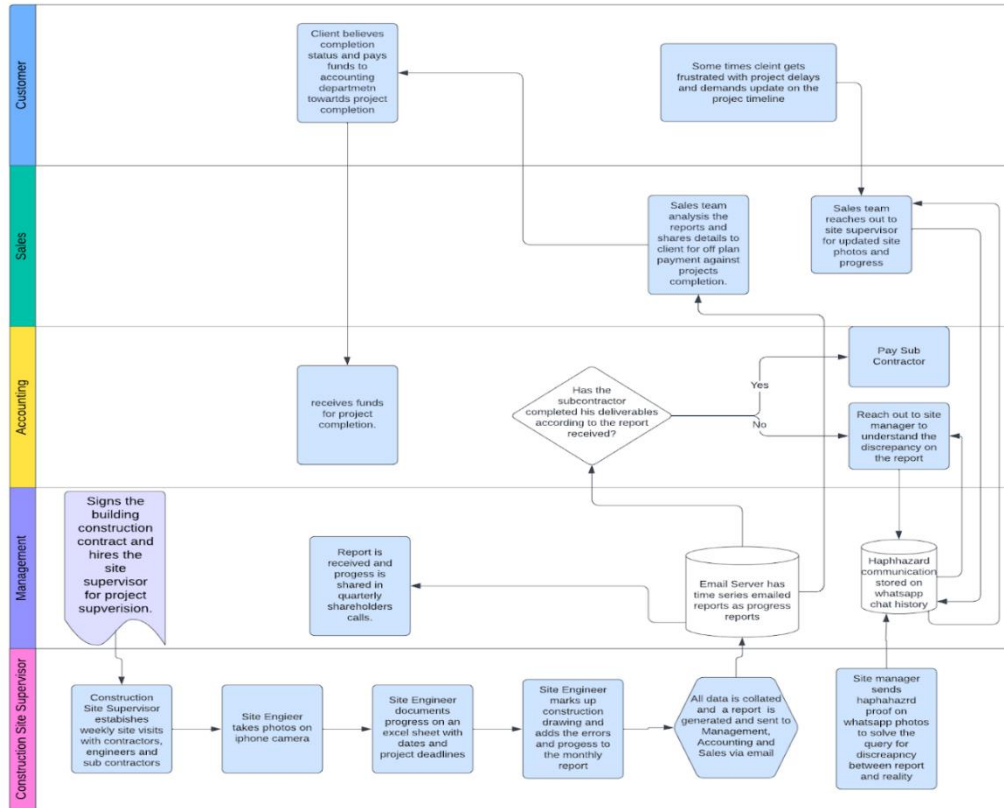 Customer
Client believes
completion
status and pays
funds to
accounting
departmetn
towartds project
completion
Some times cleint gets
frustrated with project delays
and demands update on
the projec timeline
Sales
Sales team
analysis the
reports and
shares details to
client for off plan
payment against
projects
completion.
Sales team
reaches out to
site supervisor
for updated site
photos and
progress
Accounting
receives funds
for project
completion.
Has the
subcontractor
completed his deliverables
according to the report
received?
Yes
No
Pay Sub
Contractor
Reach out to site
manager to
understand the
discrepancy on
the report
Management
Signs the
building
construction
contract and
hires the
site
supervisor
for project
supverision.
Report is
received and
progess is
shared in
quarterly
shareholders
calls.
Email Server has
time series emailed
reports as progress
reports
Haphhazard
communication
stored on
whatsapp
chat history
Construction Site Supervisor
Construction
Site Supervisor
estabishes
weekly site visits
with contractors,
engineers and
sub contractors
Site Engieer
takes photos on
iphone camera
Site Engineer
documents
progress on an
excel sheet with
dates and
project deadlines
Site Engineer
marks up
construction
drawing and
adds the errors
and progess to
the monthly
report
All data is collated
and a report is
generated and sent to
Management,
Accounting and
Sales via email
Site manager
sends
haphahazrd
proof on
whatsapp photos
to solve the
query for
discreapncy
between report
and reality